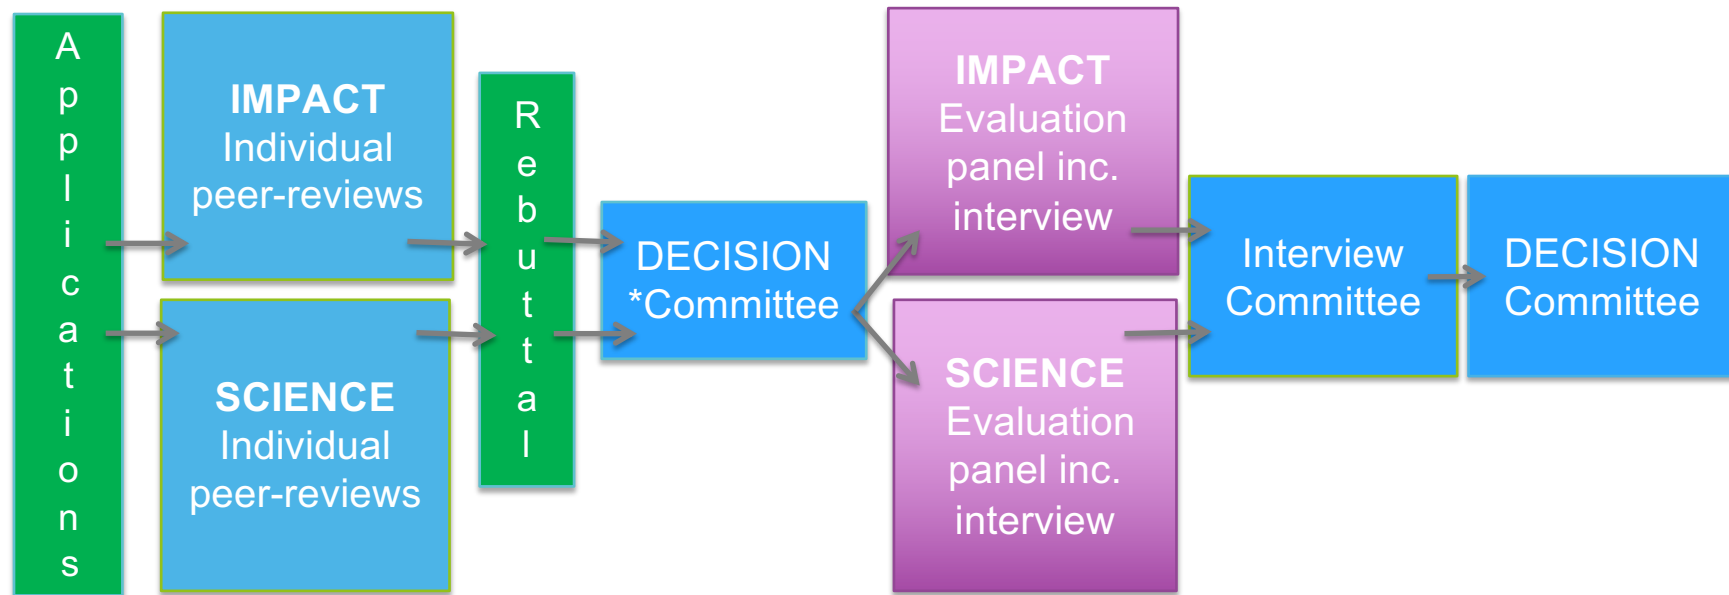 Applications
IMPACT
Individual
peer-reviews
SCIENCE
Individual
peer-reviews
Rebuttal
DECISION
*Committee
IMPACT
Evaluation
panel inc.
interview
SCIENCE
Evaluation
panel inc.
interview
Interview
Committee
DECISION
Committee